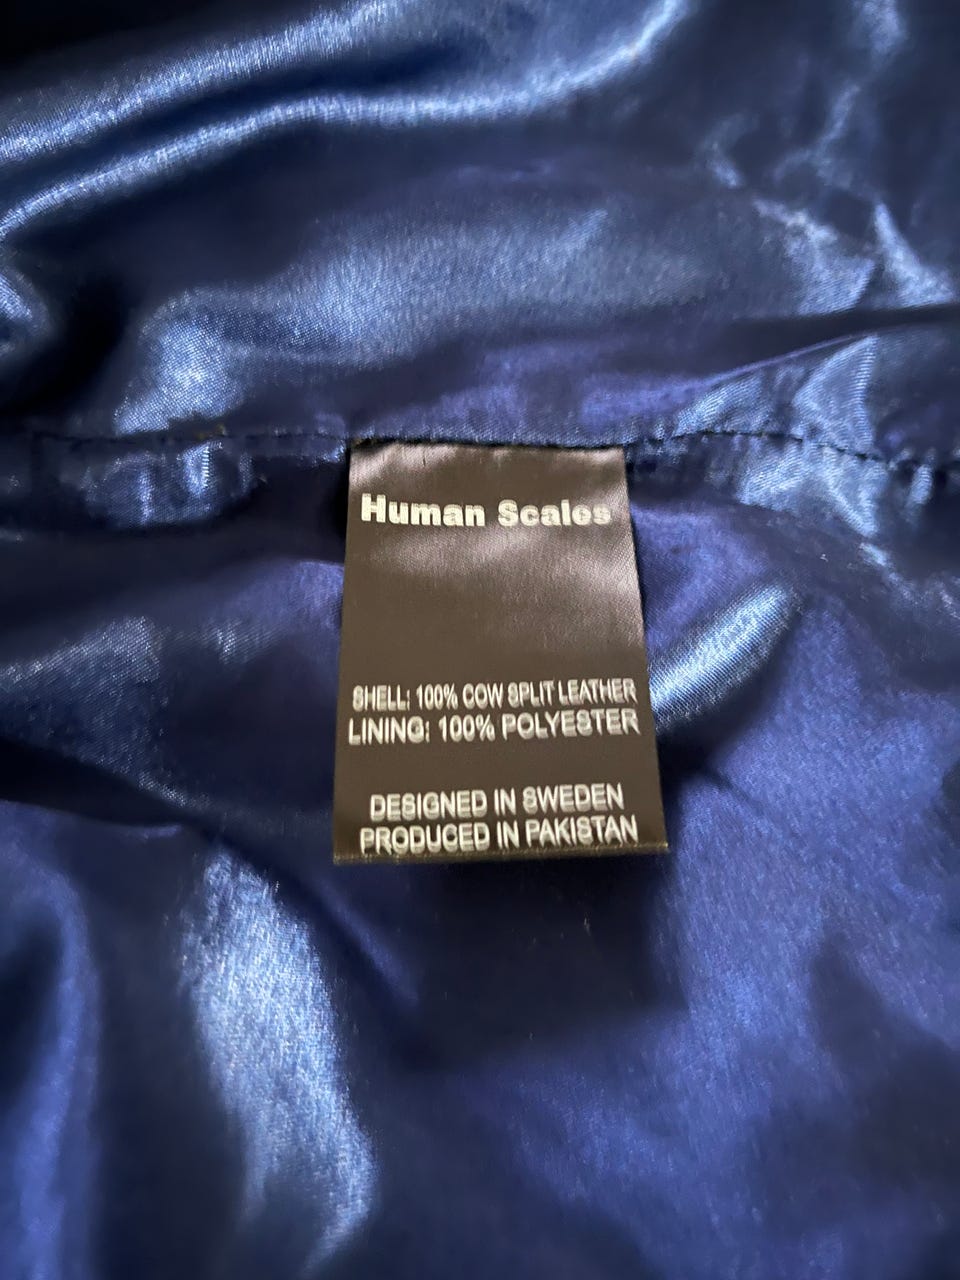 Human Scales
SHELL: 100% COW SPLIT LEATHER
LINING: 100% POLYESTER
DESIGNED IN SWEDEN
PRODUCED IN PAKISTAN